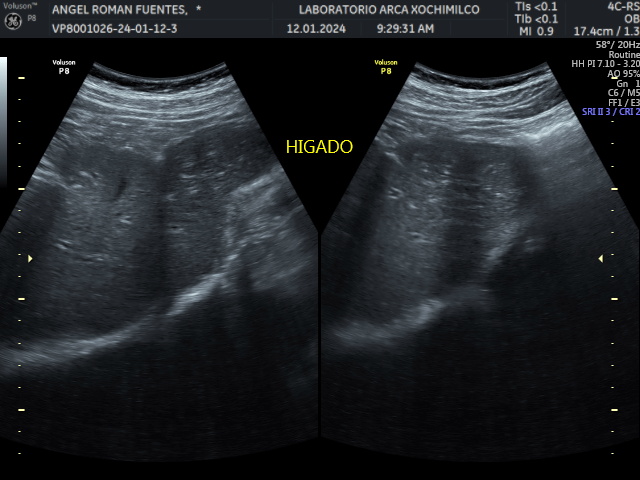 Voluson™
P8
ANGEL ROMAN FUENTES, *
LABORATORIO ARCA XOCHIMILCO
VP8001026-24-01-12-3
12.01.2024
9:29:31 AM
TIs <0.1
TIb <0.1
MI 0.9
4C-RS
OB
17.4cm / 1.3
58°/ 20Hz
Routine
HH PI 7.10 - 3.20
AO 95%
Gn 1
C6 / M5
FF1 / E3
SRI II 3 / CRI 2
Voluson
P8
Voluson
P8
HIGADO